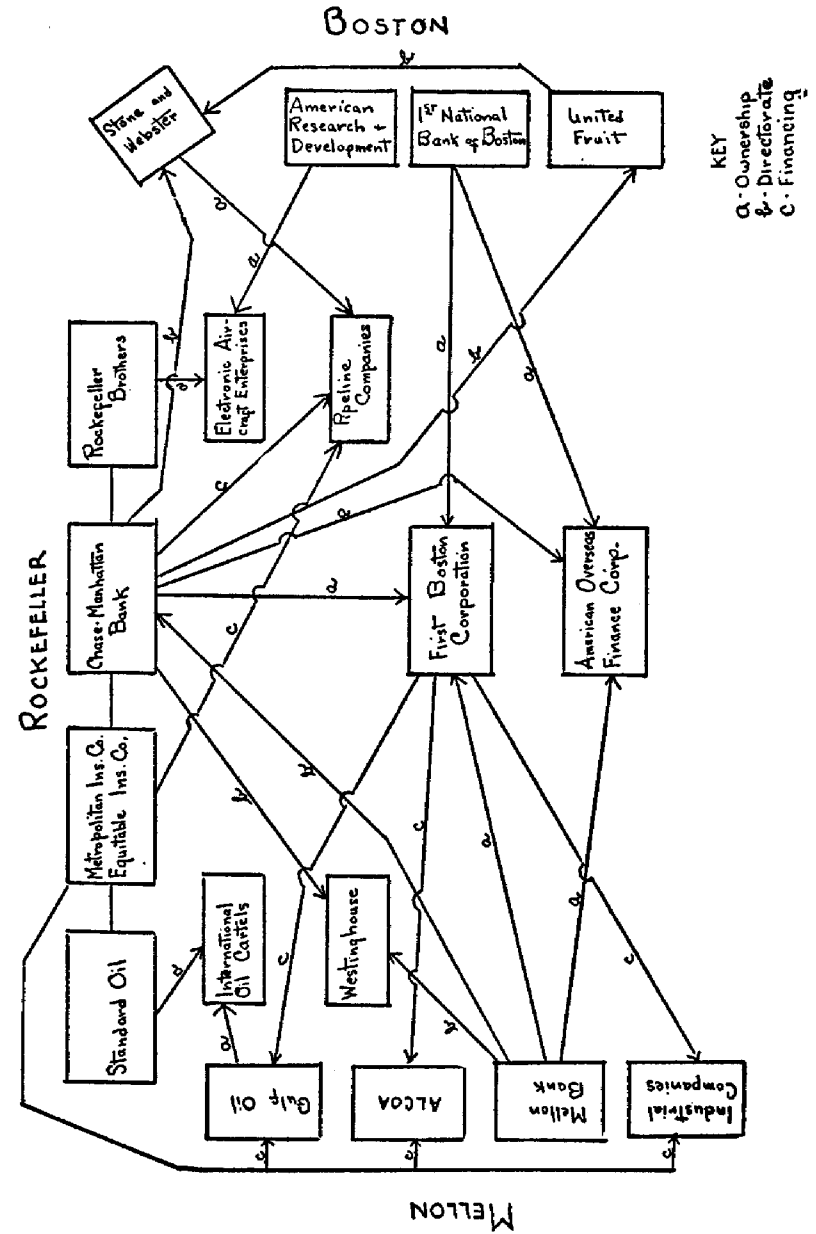 BOSTON
Stone and
Webster
American
Research +
Development
1st National
Bank of Boston
United
Fruit
KEY
a - Ownership
b - Directorate
c - Financing
ROCKEFELLER
Rockefeller
Brothers
Chase-Manhattan
Bank
Metropolitan Ins. Co.
Equitable Ins. Co.
Standard Oil
Electronic Air-
craft Enterprises
Pipeline
Companies
First Boston
Corporation
American Overseas
Finance Corp.
International
Oil Cartels
Westinghouse
Gulf Oil
ALCOA
Mellon
Bank
Industrial
Companies
MELLON
b
a
a
b
a
a
b
a
c
a
a
c
b
b
c
c
a
a
c
a
a
b
c
c
c